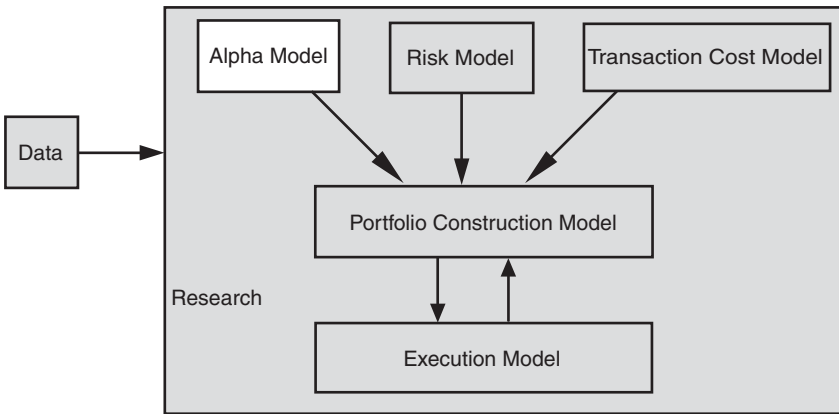 Alpha Model
Risk Model
Transaction Cost Model
Data
Portfolio Construction Model
Research
Execution Model